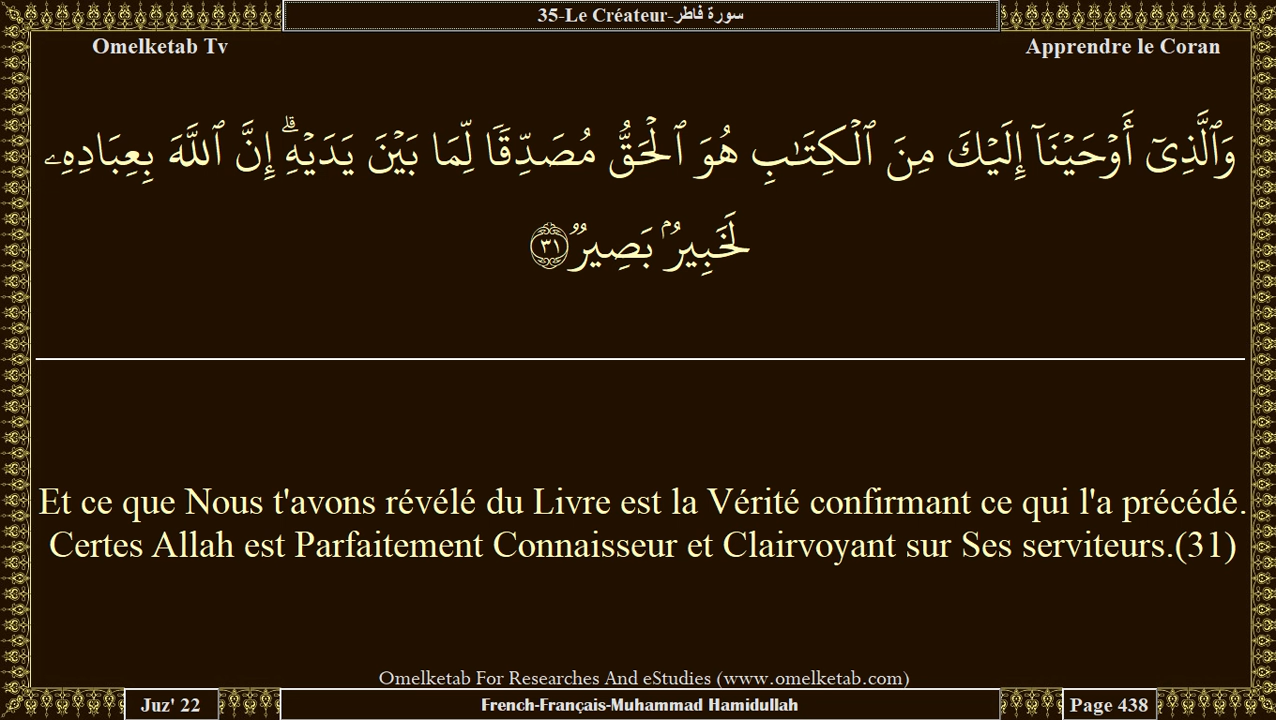 35-Le Créateur-سورة فاطر
Omelketab Tv
Apprendre le Coran
وَٱلَّذِىٓ أَوْحَيْنَآ إِلَيْكَ مِنَ ٱلْكِتَـٰبِ هُوَ ٱلْحَقُّ مُصَدِّقًا لِّمَا بَيْنَ يَدَيْهِ ۗ إِنَّ ٱللَّهَ بِعِبَادِهِۦ
لَخَبِيرٌۢ بَصِيرٌ ٣١
Et ce que Nous t'avons révélé du Livre est la Vérité confirmant ce qui l'a précédé.
Certes Allah est Parfaitement Connaisseur et Clairvoyant sur Ses serviteurs.(31)
Omelketab For Researches And eStudies (www.omelketab.com)
Juz' 22
French-Français-Muhammad Hamidullah
Page 438